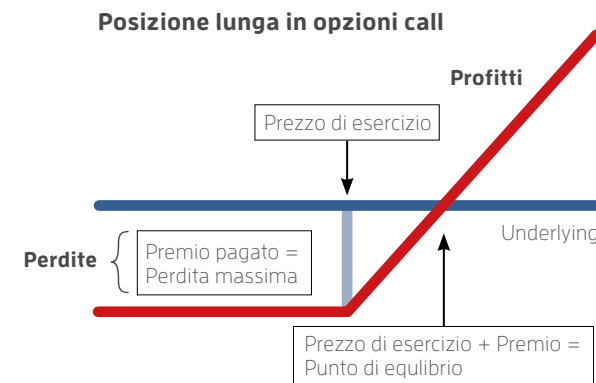 Posizione lunga in opzioni call
Profitti
Prezzo di esercizio
Underlying
Perdite
Premio pagato =
Perdita massima
Prezzo di esercizio + Premio =
Punto di equlibrio